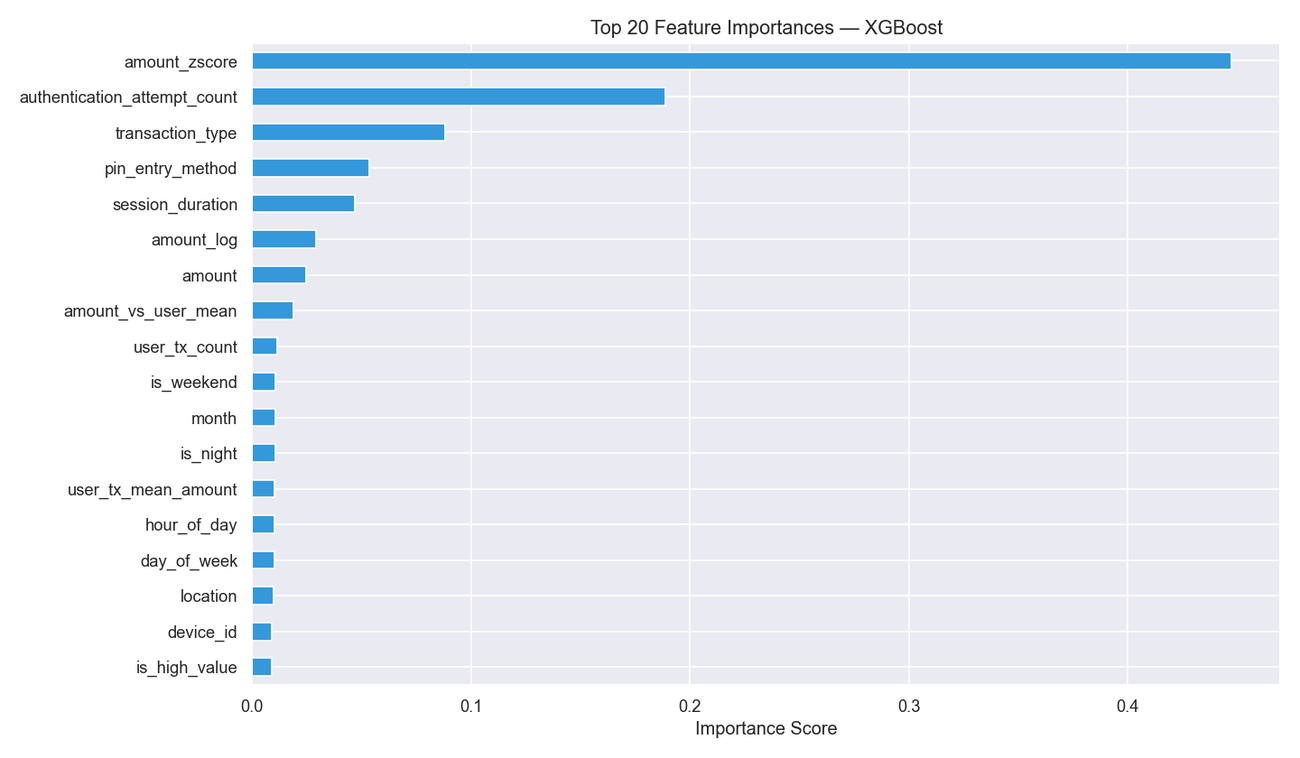 Top 20 Feature Importances — XGBoost
amount_zscore
authentication_attempt_count
transaction_type
pin_entry_method
session_duration
amount_log
amount
amount_vs_user_mean
user_tx_count
is_weekend
month
is_night
user_tx_mean_amount
hour_of_day
day_of_week
location
device_id
is_high_value
0.0 0.1 0.2 0.3 0.4
Importance Score